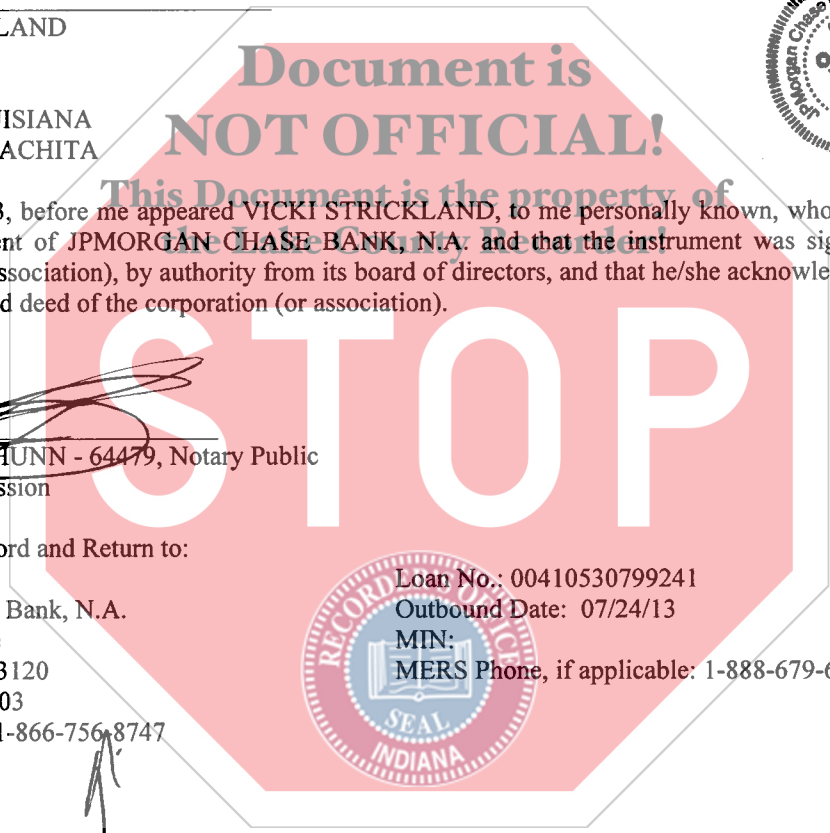 LAND
Document is
JPMorgan Chase
ISIANA
NOT OFFICIAL!
ACHITA
This Document is the property of
3, before me appeared VICKI STRICKLAND, to me personally known, who
the Lake County Recorder!
ent of JPMORGAN CHASE BANK, N.A. and that the instrument was sig
ssociation), by authority from its board of directors, and that he/she acknowle
d deed of the corporation (or association).
STOP
HUNN - 64479, Notary Public
ssion
ord and Return to:
Loan No.: 00410530799241
Bank, N.A.
Outbound Date: 07/24/13
MIN:
3120
MERS Phone, if applicable: 1-888-679-6
03
1-866-756-8747
RECORDER'S OFFICE
SEAL
INDIANA